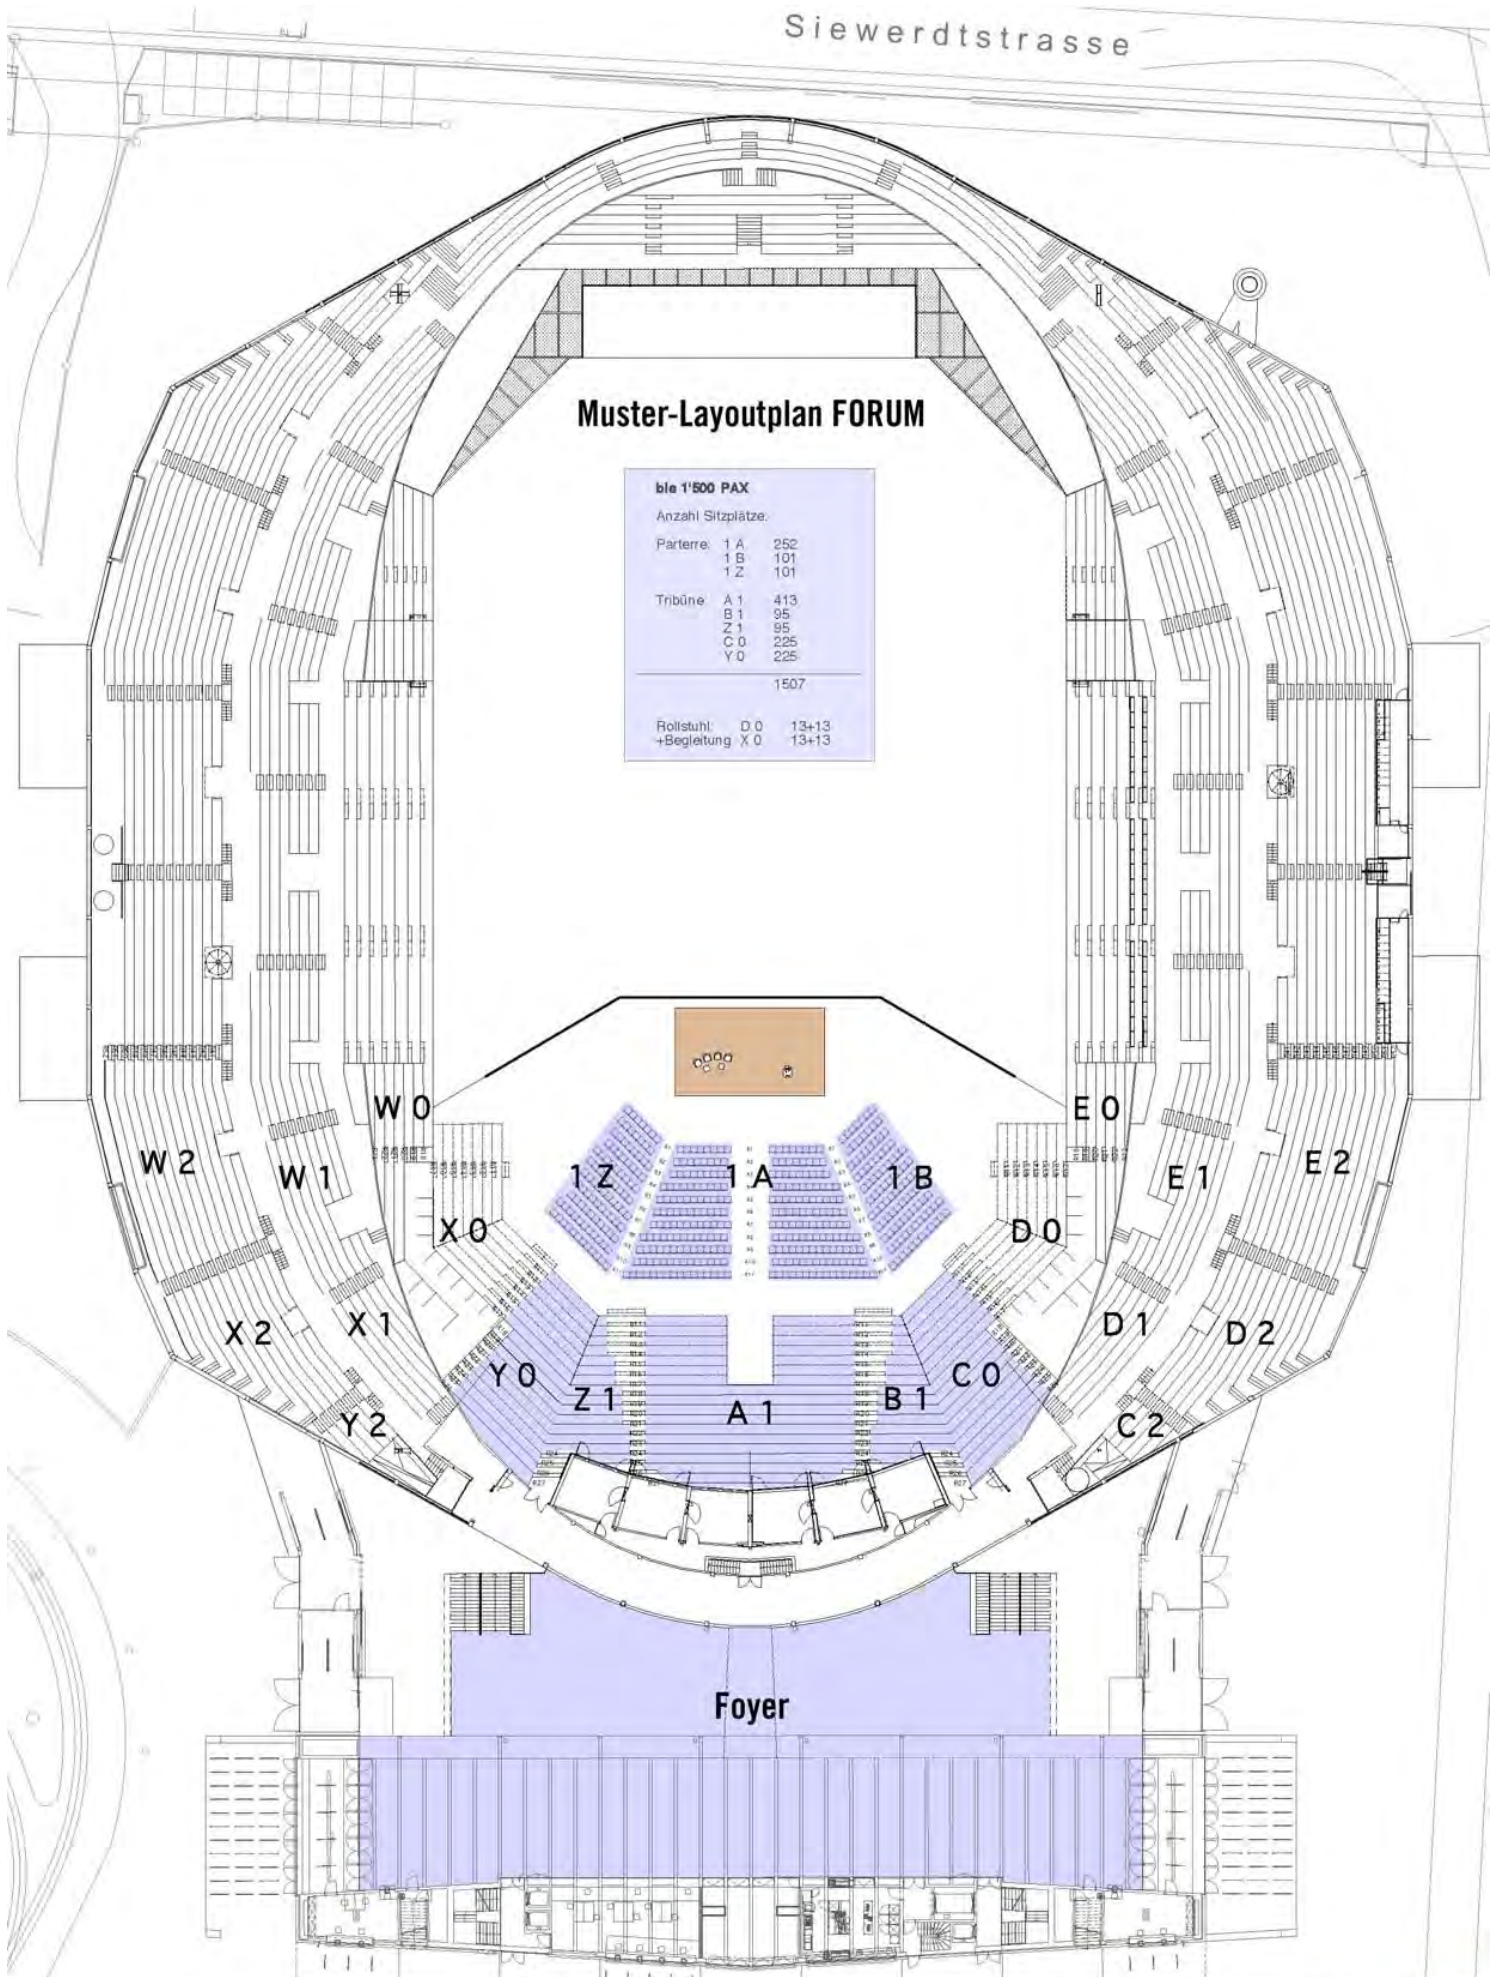 Siewerdtstrasse
Muster-Layoutplan FORUM
bie 1'500 PAX
Anzahl Sitzplätze:
Parterre: 1 A 252
1 B 101
1 Z 101
Tribüne A 1 413
B 1 95
Z 1 95
C 0 225
Y 0 225
1507
Rollstuhl: D 0 13+13
+Begleitung X 0 13+13
W 0
E 0
W 2
W 1
1 Z
1 A
1 B
E 1
E 2
X 0
D 0
X 2
X 1
D 1
D 2
Y 0
C 0
Z 1
A 1
B 1
Y 2
C 2
Foyer